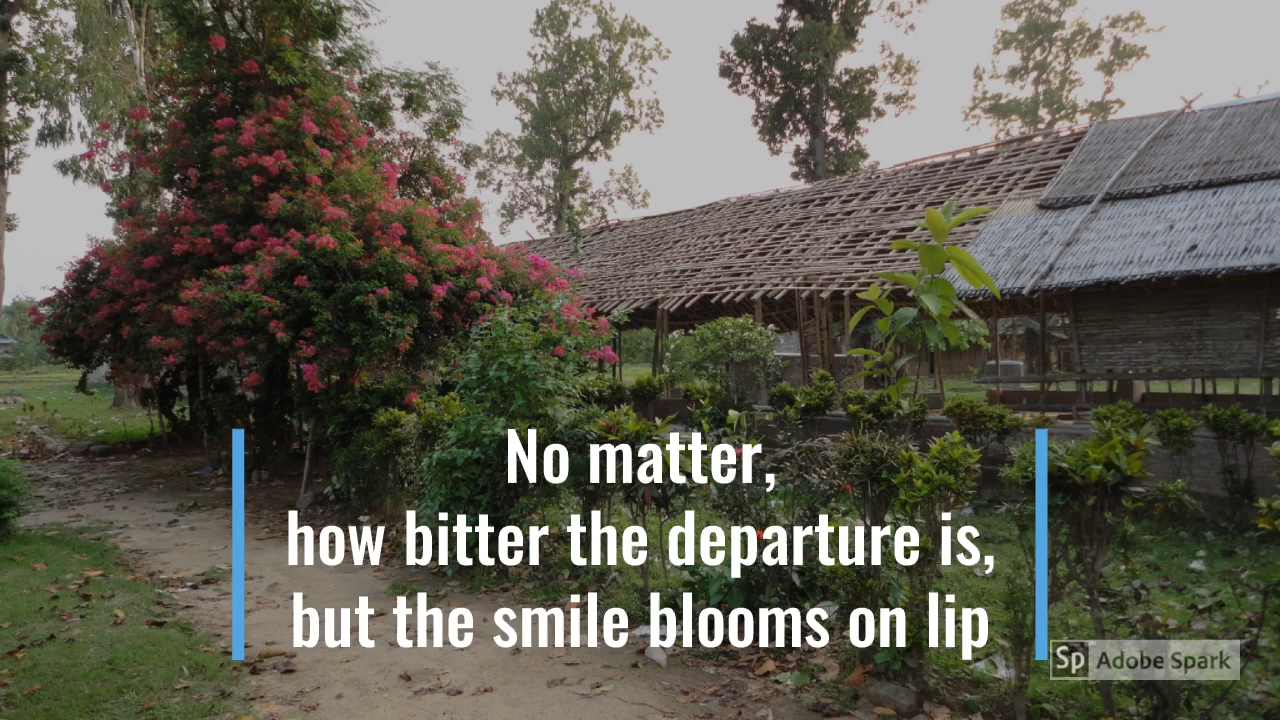 No matter,
how bitter the departure is,
but the smile blooms on lip
Sp Adobe Spark